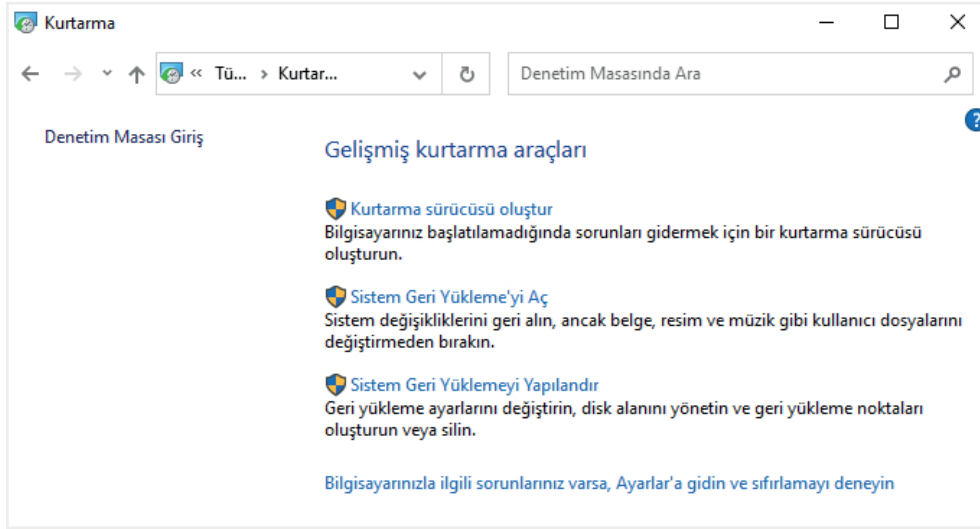 Kurtarma
« Tü... › Kurtar...
Denetim Masasında Ara
Denetim Masası Giriş
?
Gelişmiş kurtarma araçları
Kurtarma sürücüsü oluştur
Bilgisayarınız başlatılamadığında sorunları gidermek için bir kurtarma sürücüsü
oluşturun.
Sistem Geri Yükleme'yi Aç
Sistem değişikliklerini geri alın, ancak belge, resim ve müzik gibi kullanıcı dosyalarını
değiştirmeden bırakın.
Sistem Geri Yüklemeyi Yapılandır
Geri yükleme ayarlarını değiştirin, disk alanını yönetin ve geri yükleme noktaları
oluşturun veya silin.
Bilgisayarınızla ilgili sorunlarınız varsa, Ayarlar'a gidin ve sıfırlamayı deneyin